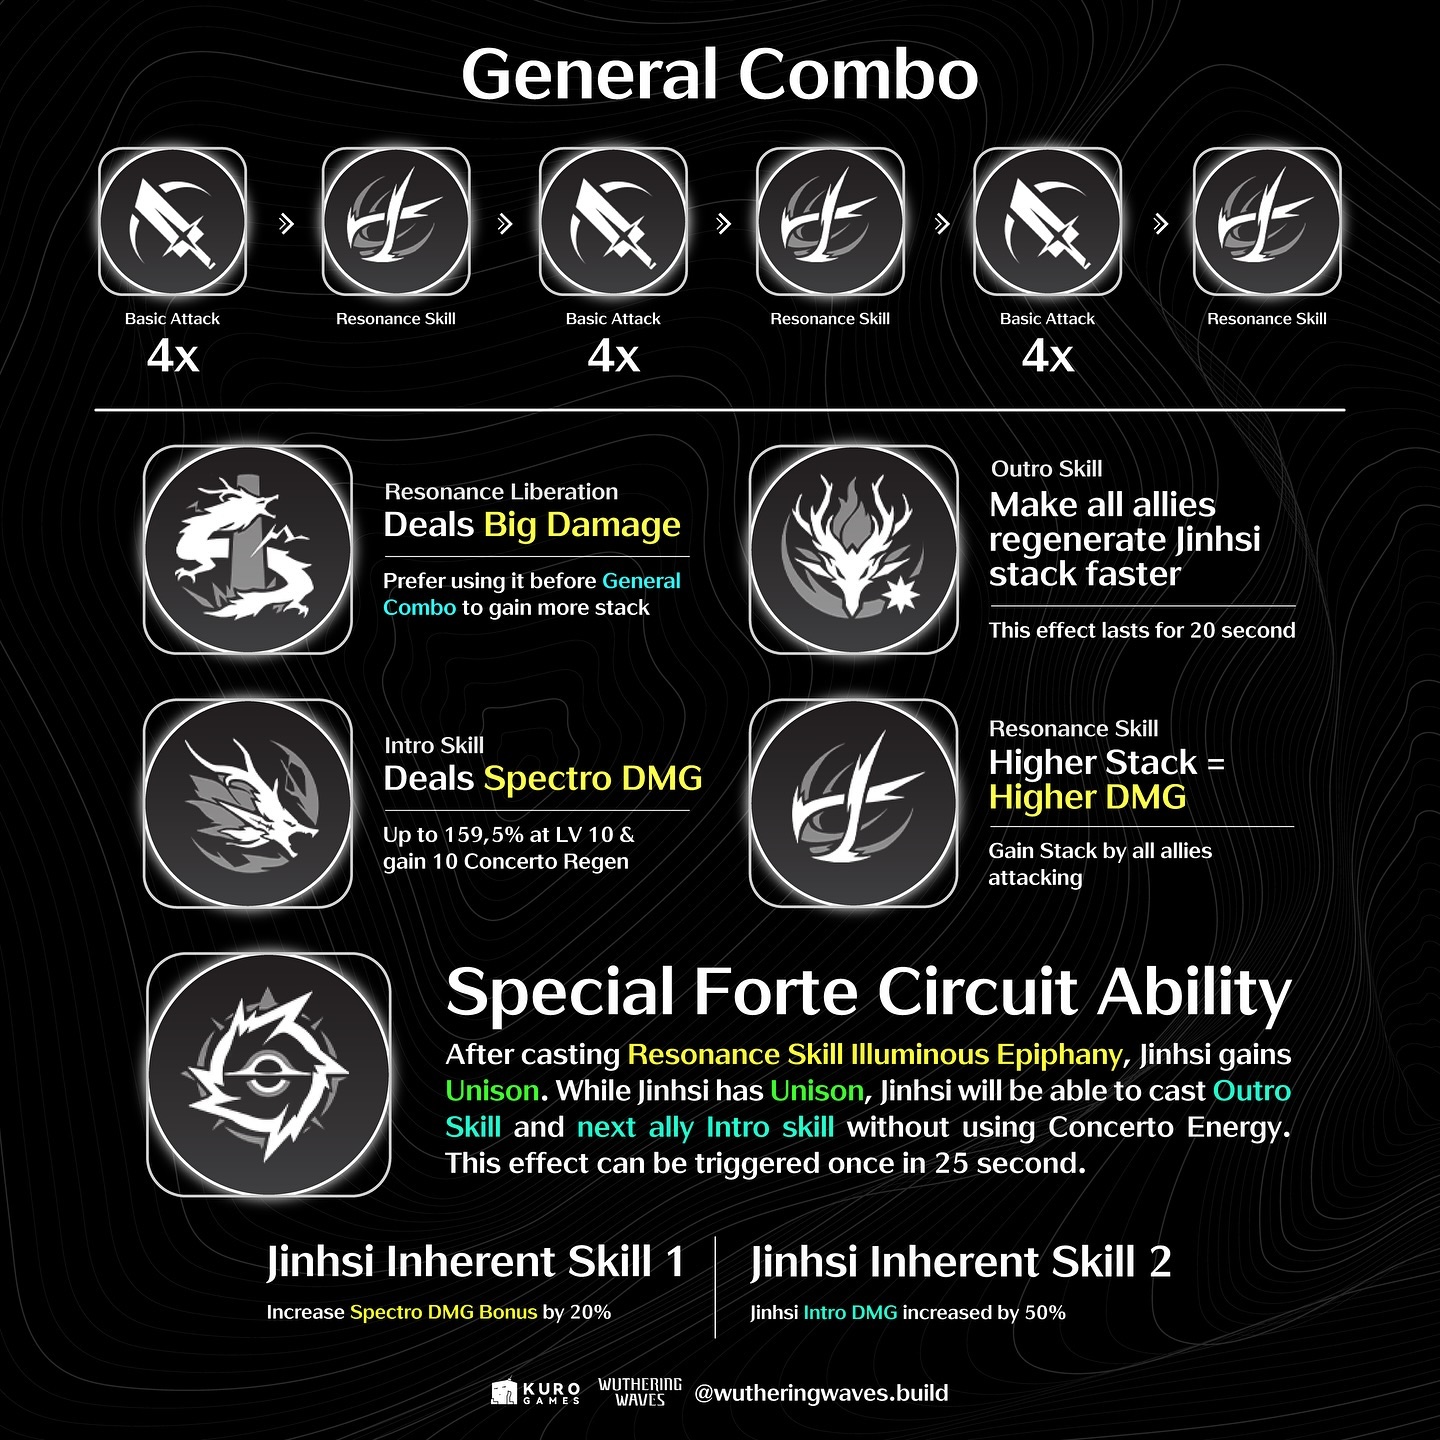 General Combo
Basic Attack
4x
Resonance Skill
Basic Attack
4x
Resonance Skill
Basic Attack
4x
Resonance Skill
Resonance Liberation
Deals Big Damage
Prefer using it before General
Combo to gain more stack
Outro Skill
Make all allies
regenerate Jinhsi
stack faster
This effect lasts for 20 second
Intro Skill
Deals Spectro DMG
Up to 159,5% at LV 10 &
gain 10 Concerto Regen
Resonance Skill
Higher Stack =
Higher DMG
Gain Stack by all allies
attacking
Special Forte Circuit Ability
After casting Resonance Skill Illuminous Epiphany, Jinhsi gains
Unison. While Jinhsi has Unison, Jinhsi will be able to cast Outro
Skill and next ally Intro skill without using Concerto Energy.
This effect can be triggered once in 25 second.
Jinhsi Inherent Skill 1
Increase Spectro DMG Bonus by 20%
Jinhsi Inherent Skill 2
Jinhsi Intro DMG increased by 50%
KURO
GAMES
WUTHERING
WAVES
@wutheringwaves.build